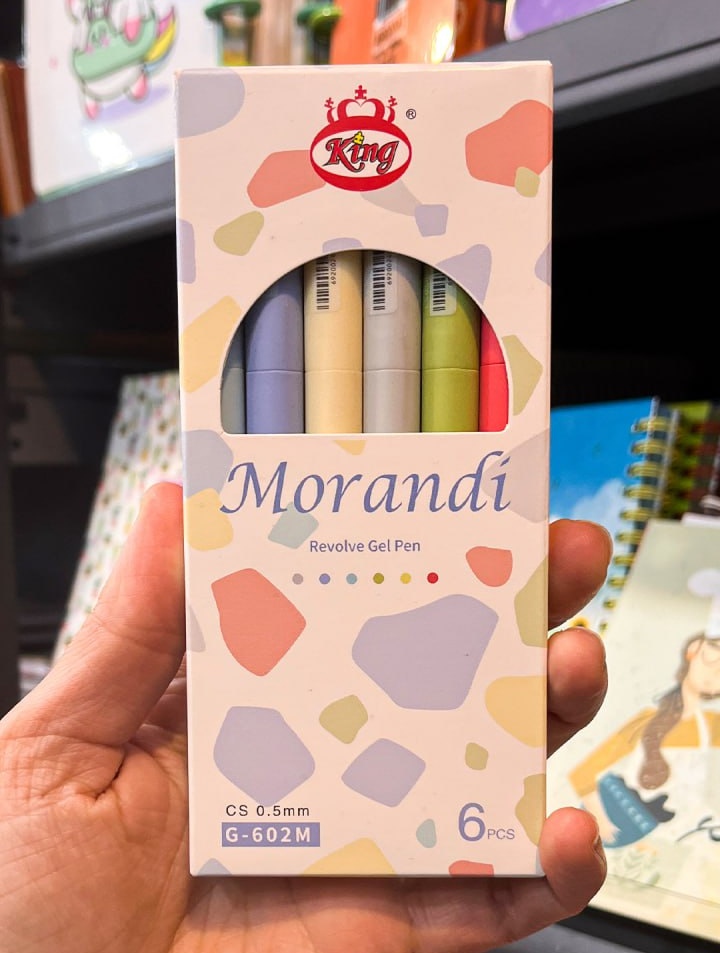 King
®
Morandi
Revolve Gel Pen
CS 0.5mm
G-602M
6PCS